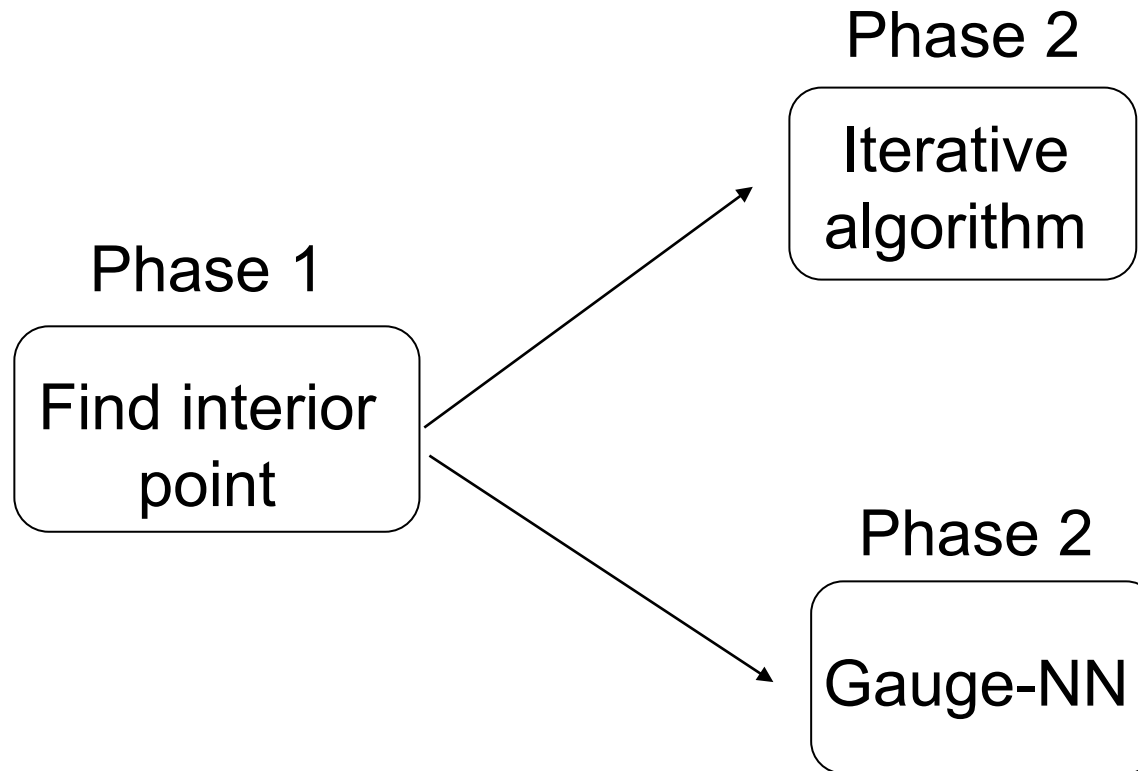 Phase 1
Find interior
point
Phase 2
Iterative
algorithm
Phase 2
Gauge-NN